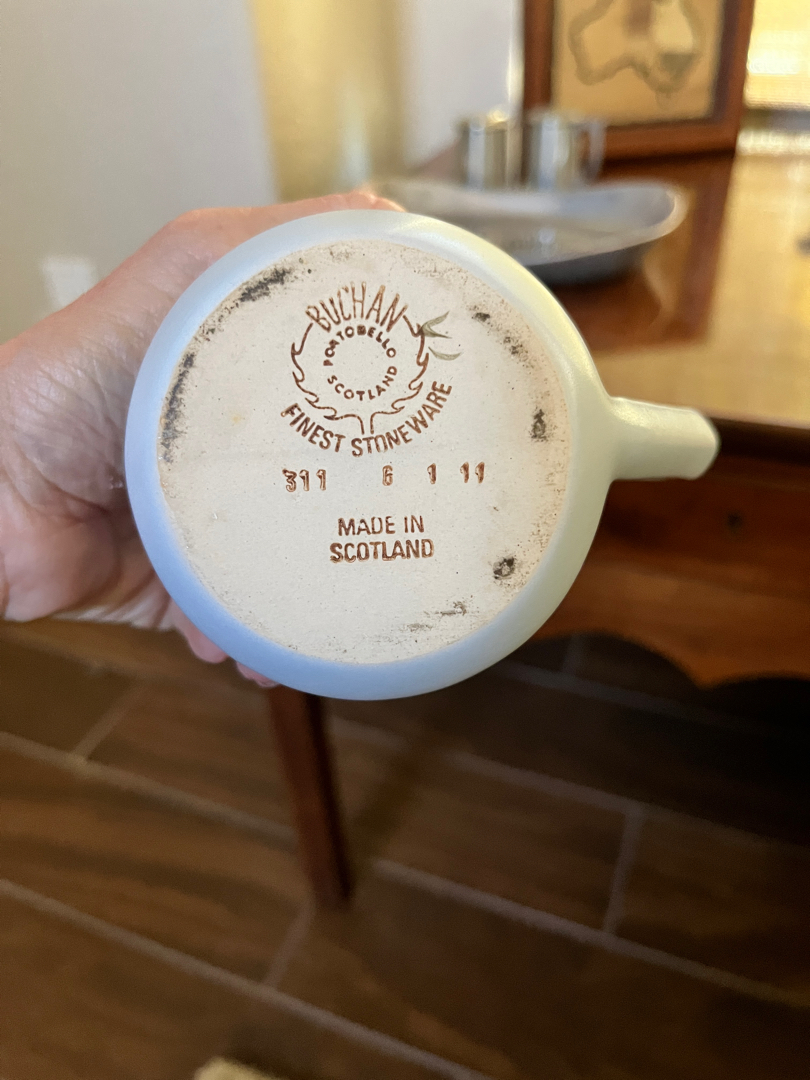 BUCHAN
PORTOBELLO
SCOTLAND
FINEST STONEWARE
311 6 1 11
MADE IN
SCOTLAND